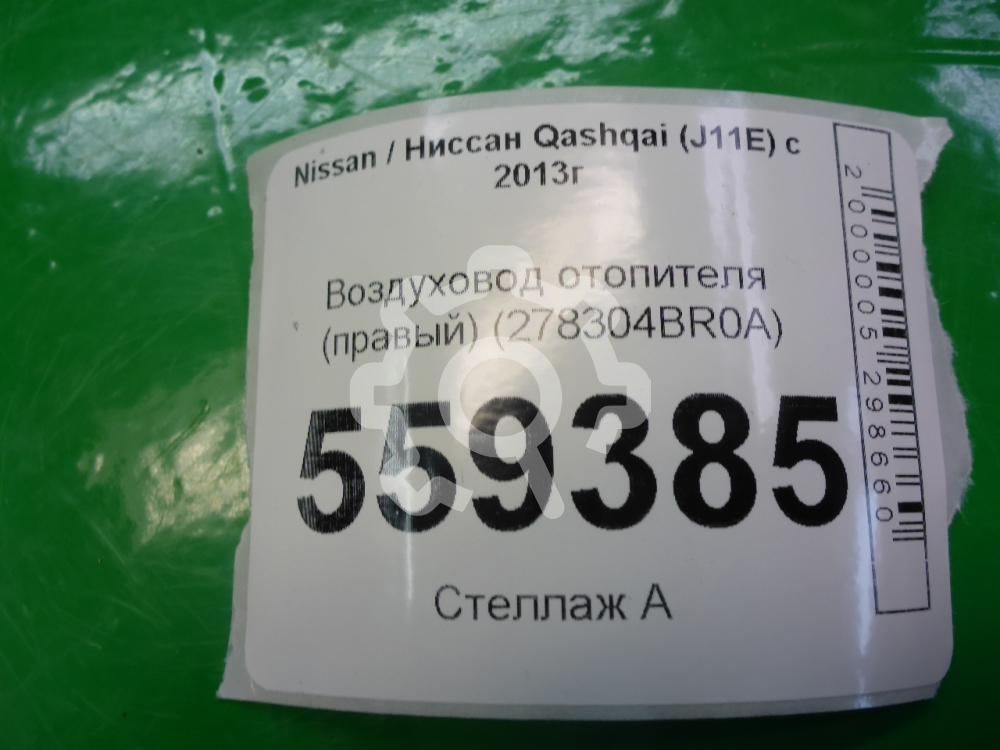 Nissan / Ниссан Qashqai (J11E) с
2013г
Воздуховод отопителя
(правый) (278304BR0A)
559385
Стеллаж А
2000005298660